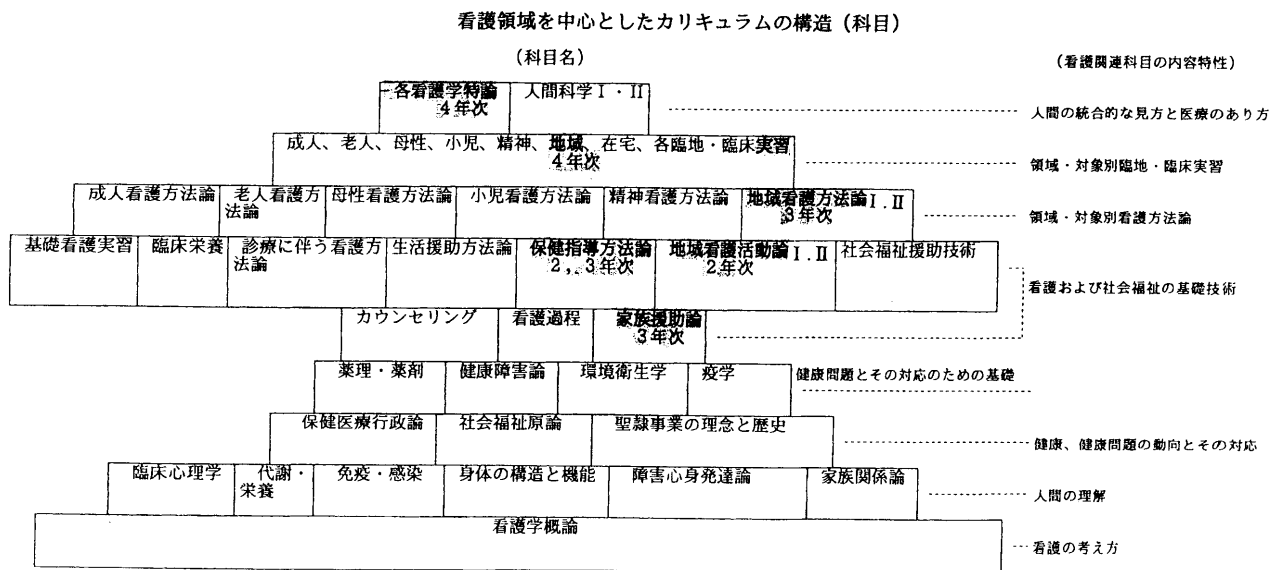 看護領域を中心としたカリキュラムの構造（科目）
（科目名）
（看護関連科目の内容特性）
各看護学特論 人間科学Ⅰ・Ⅱ
４年次
人間の統合的な見方と医療のあり方
成人、老人、母性、小児、精神、地域、在宅、各臨地・臨床実習
４年次
領域・対象別臨地・臨床実習
成人看護方法論 老人看護方法論 母性看護方法論 小児看護方法論 精神看護方法論 地域看護方法論Ⅰ.Ⅱ
３年次
領域・対象別看護方法論
基礎看護実習 臨床栄養 診療に伴う看護方法論 生活援助方法論 保健指導方法論 地域看護活動論Ⅰ.Ⅱ 社会福祉援助技術
２,,３年次 ２年次
看護および社会福祉の基礎技術
カウンセリング 看護過程 家族援助論
３年次
薬理・薬剤 健康障害論 環境衛生学 疫学 健康問題とその対応のための基礎
保健医療行政論 社会福祉原論 聖隷事業の理念と歴史
健康、健康問題の動向とその対応
臨床心理学 代謝・栄養 免疫・感染 身体の構造と機能 障害心身発達論 家族関係論
人間の理解
看護学概論
看護の考え方